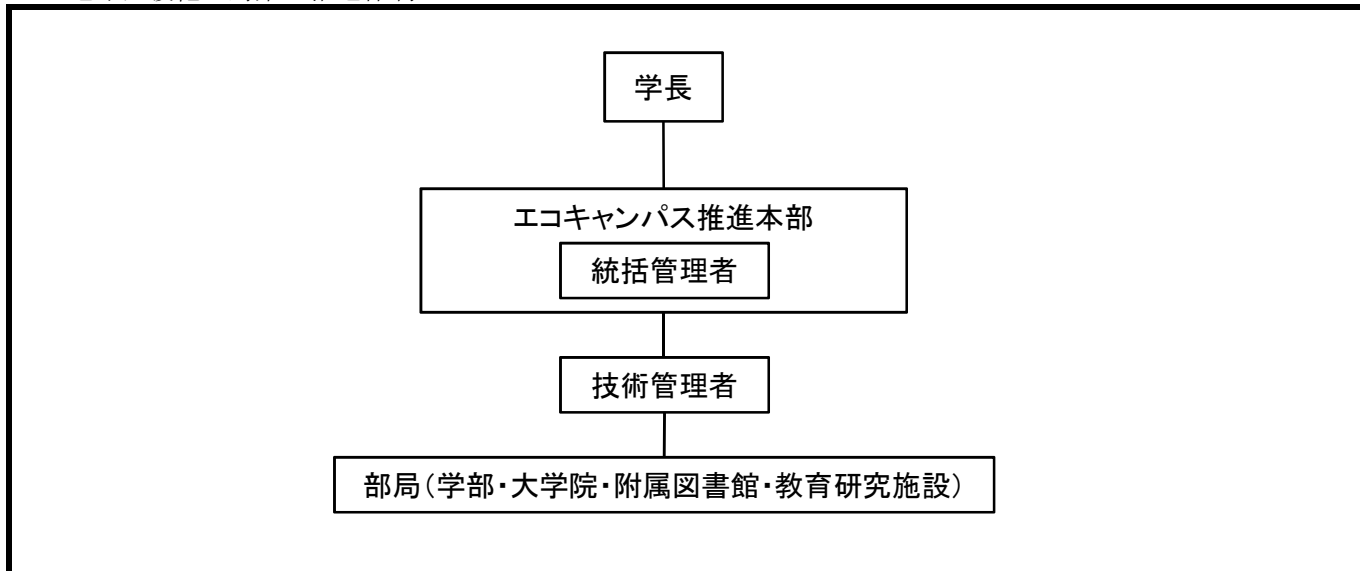 学長
エコキャンパス推進本部
統括管理者
技術管理者
部局(学部・大学院・附属図書館・教育研究施設)